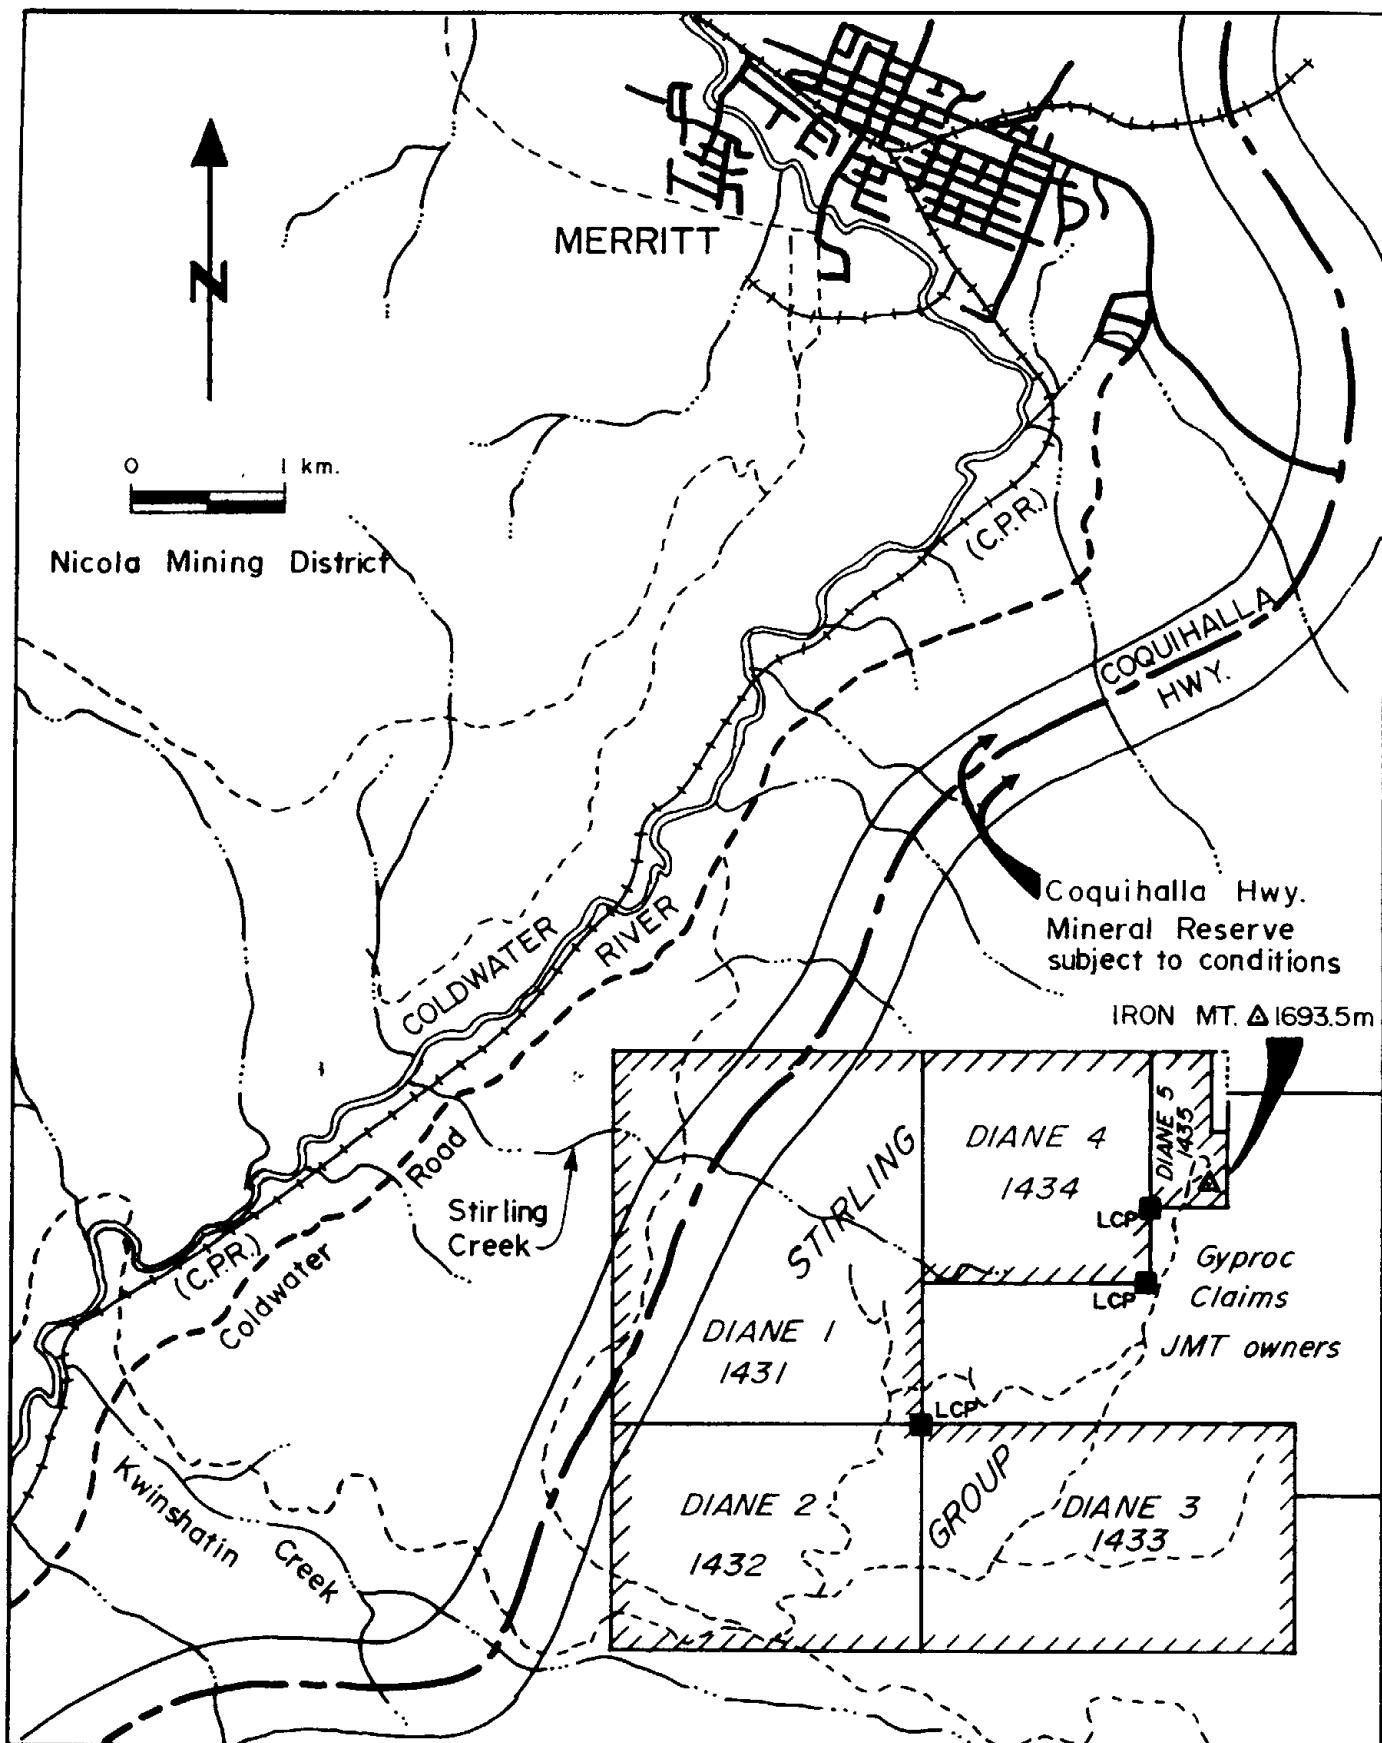 MERRITT
N
0 1 km.
Nicola Mining District
(C.P.R.)
COQUIHALLA
HWY.
Coquihalla Hwy.
Mineral Reserve
subject to conditions
COLDWATER
RIVER
IRON MT. 1693.5m
STIRLING
DIANE 4
1434
DIANE 5
1435
Road
Stirling
Creek
LCP
(C.P.R.)
Coldwater
Gyproc
Claims
LCP
JMT owners
DIANE 1
1431
LCP
Kwinshatin
Creek
DIANE 2
1432
GROUP
DIANE 3
1433